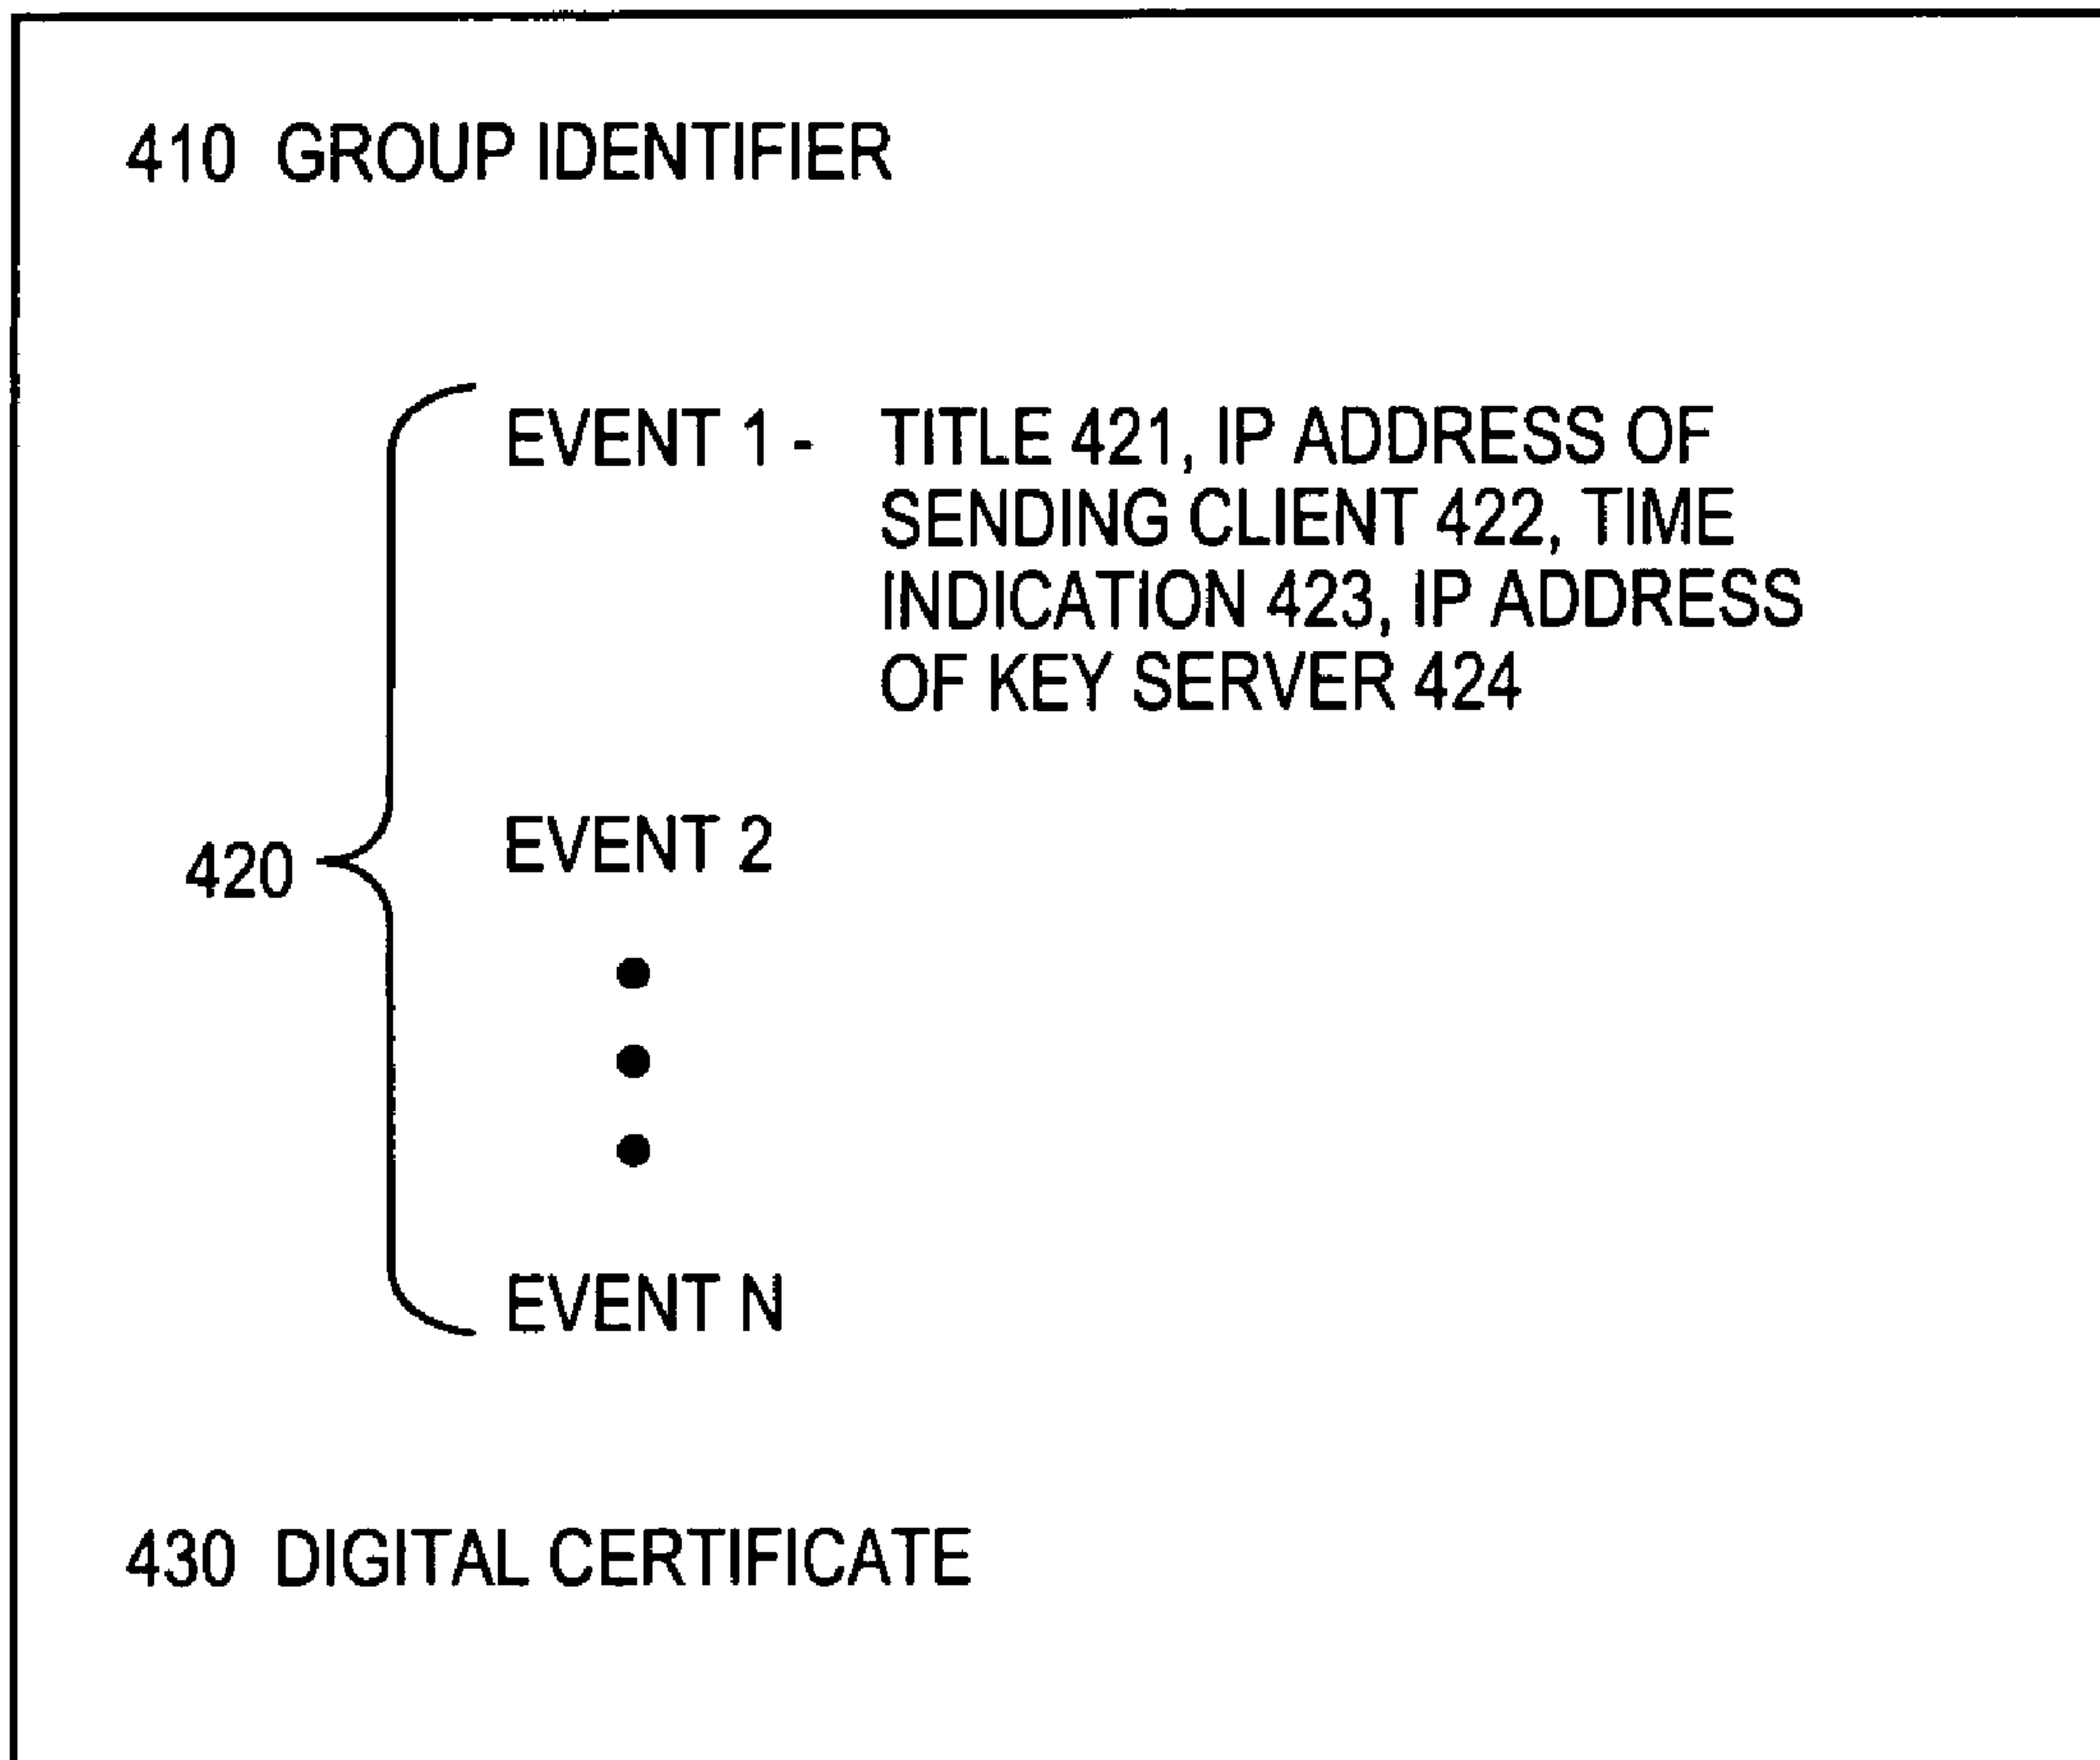 410 GROUP IDENTIFIER
EVENT 1 - TITLE 421, IP ADDRESS OF
SENDING CLIENT 422, TIME
INDICATION 423, IP ADDRESS
OF KEY SERVER 424
420
EVENT 2
EVENT N
430 DIGITAL CERTIFICATE